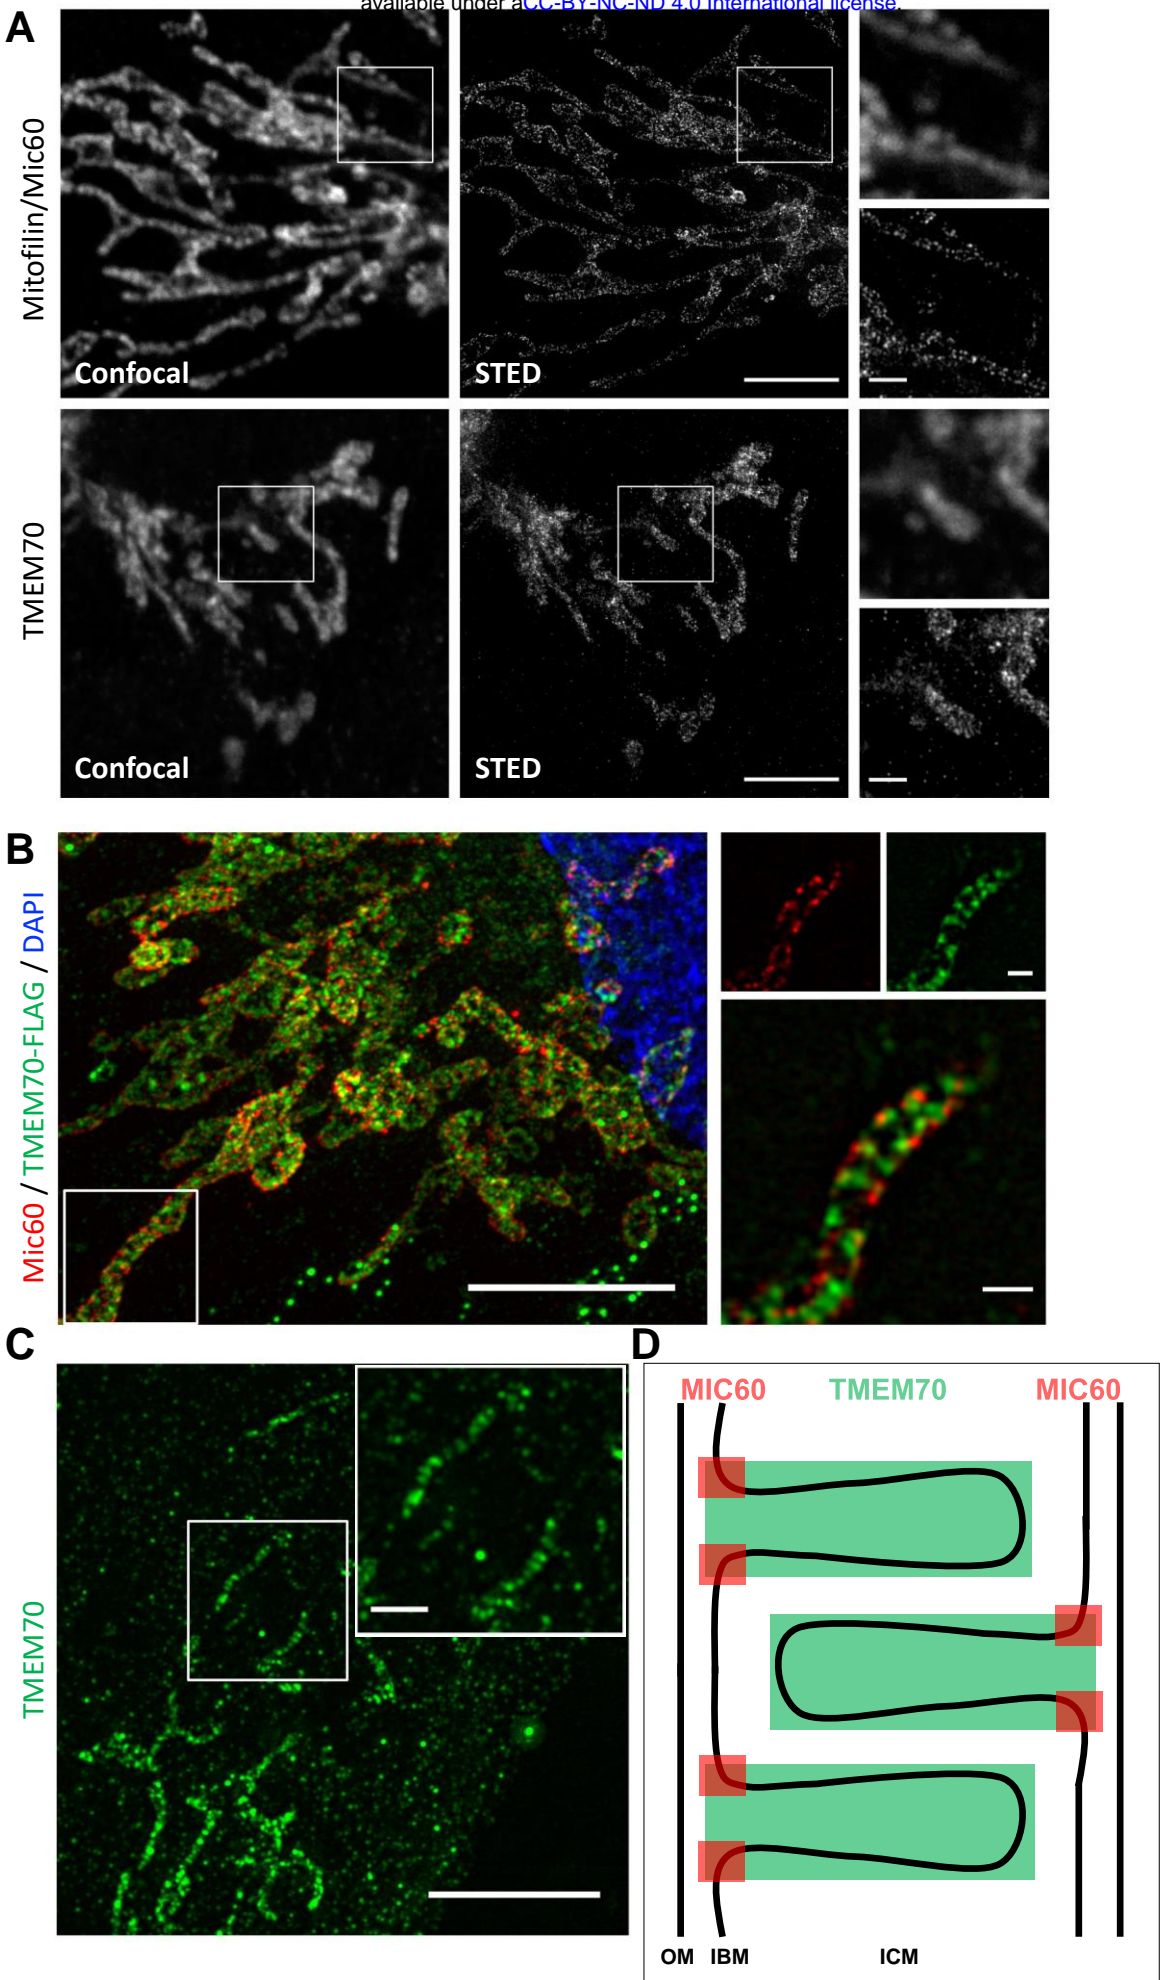 available under aCC-BY-NC-ND 4.0 International license.
A
Mitofilin/Mic60
Confocal
STED
TMEM70
Confocal
STED
B
Mic60 / TMEM70-FLAG / DAPI
C
TMEM70
D
MIC60 TMEM70 MIC60
OM IBM ICM